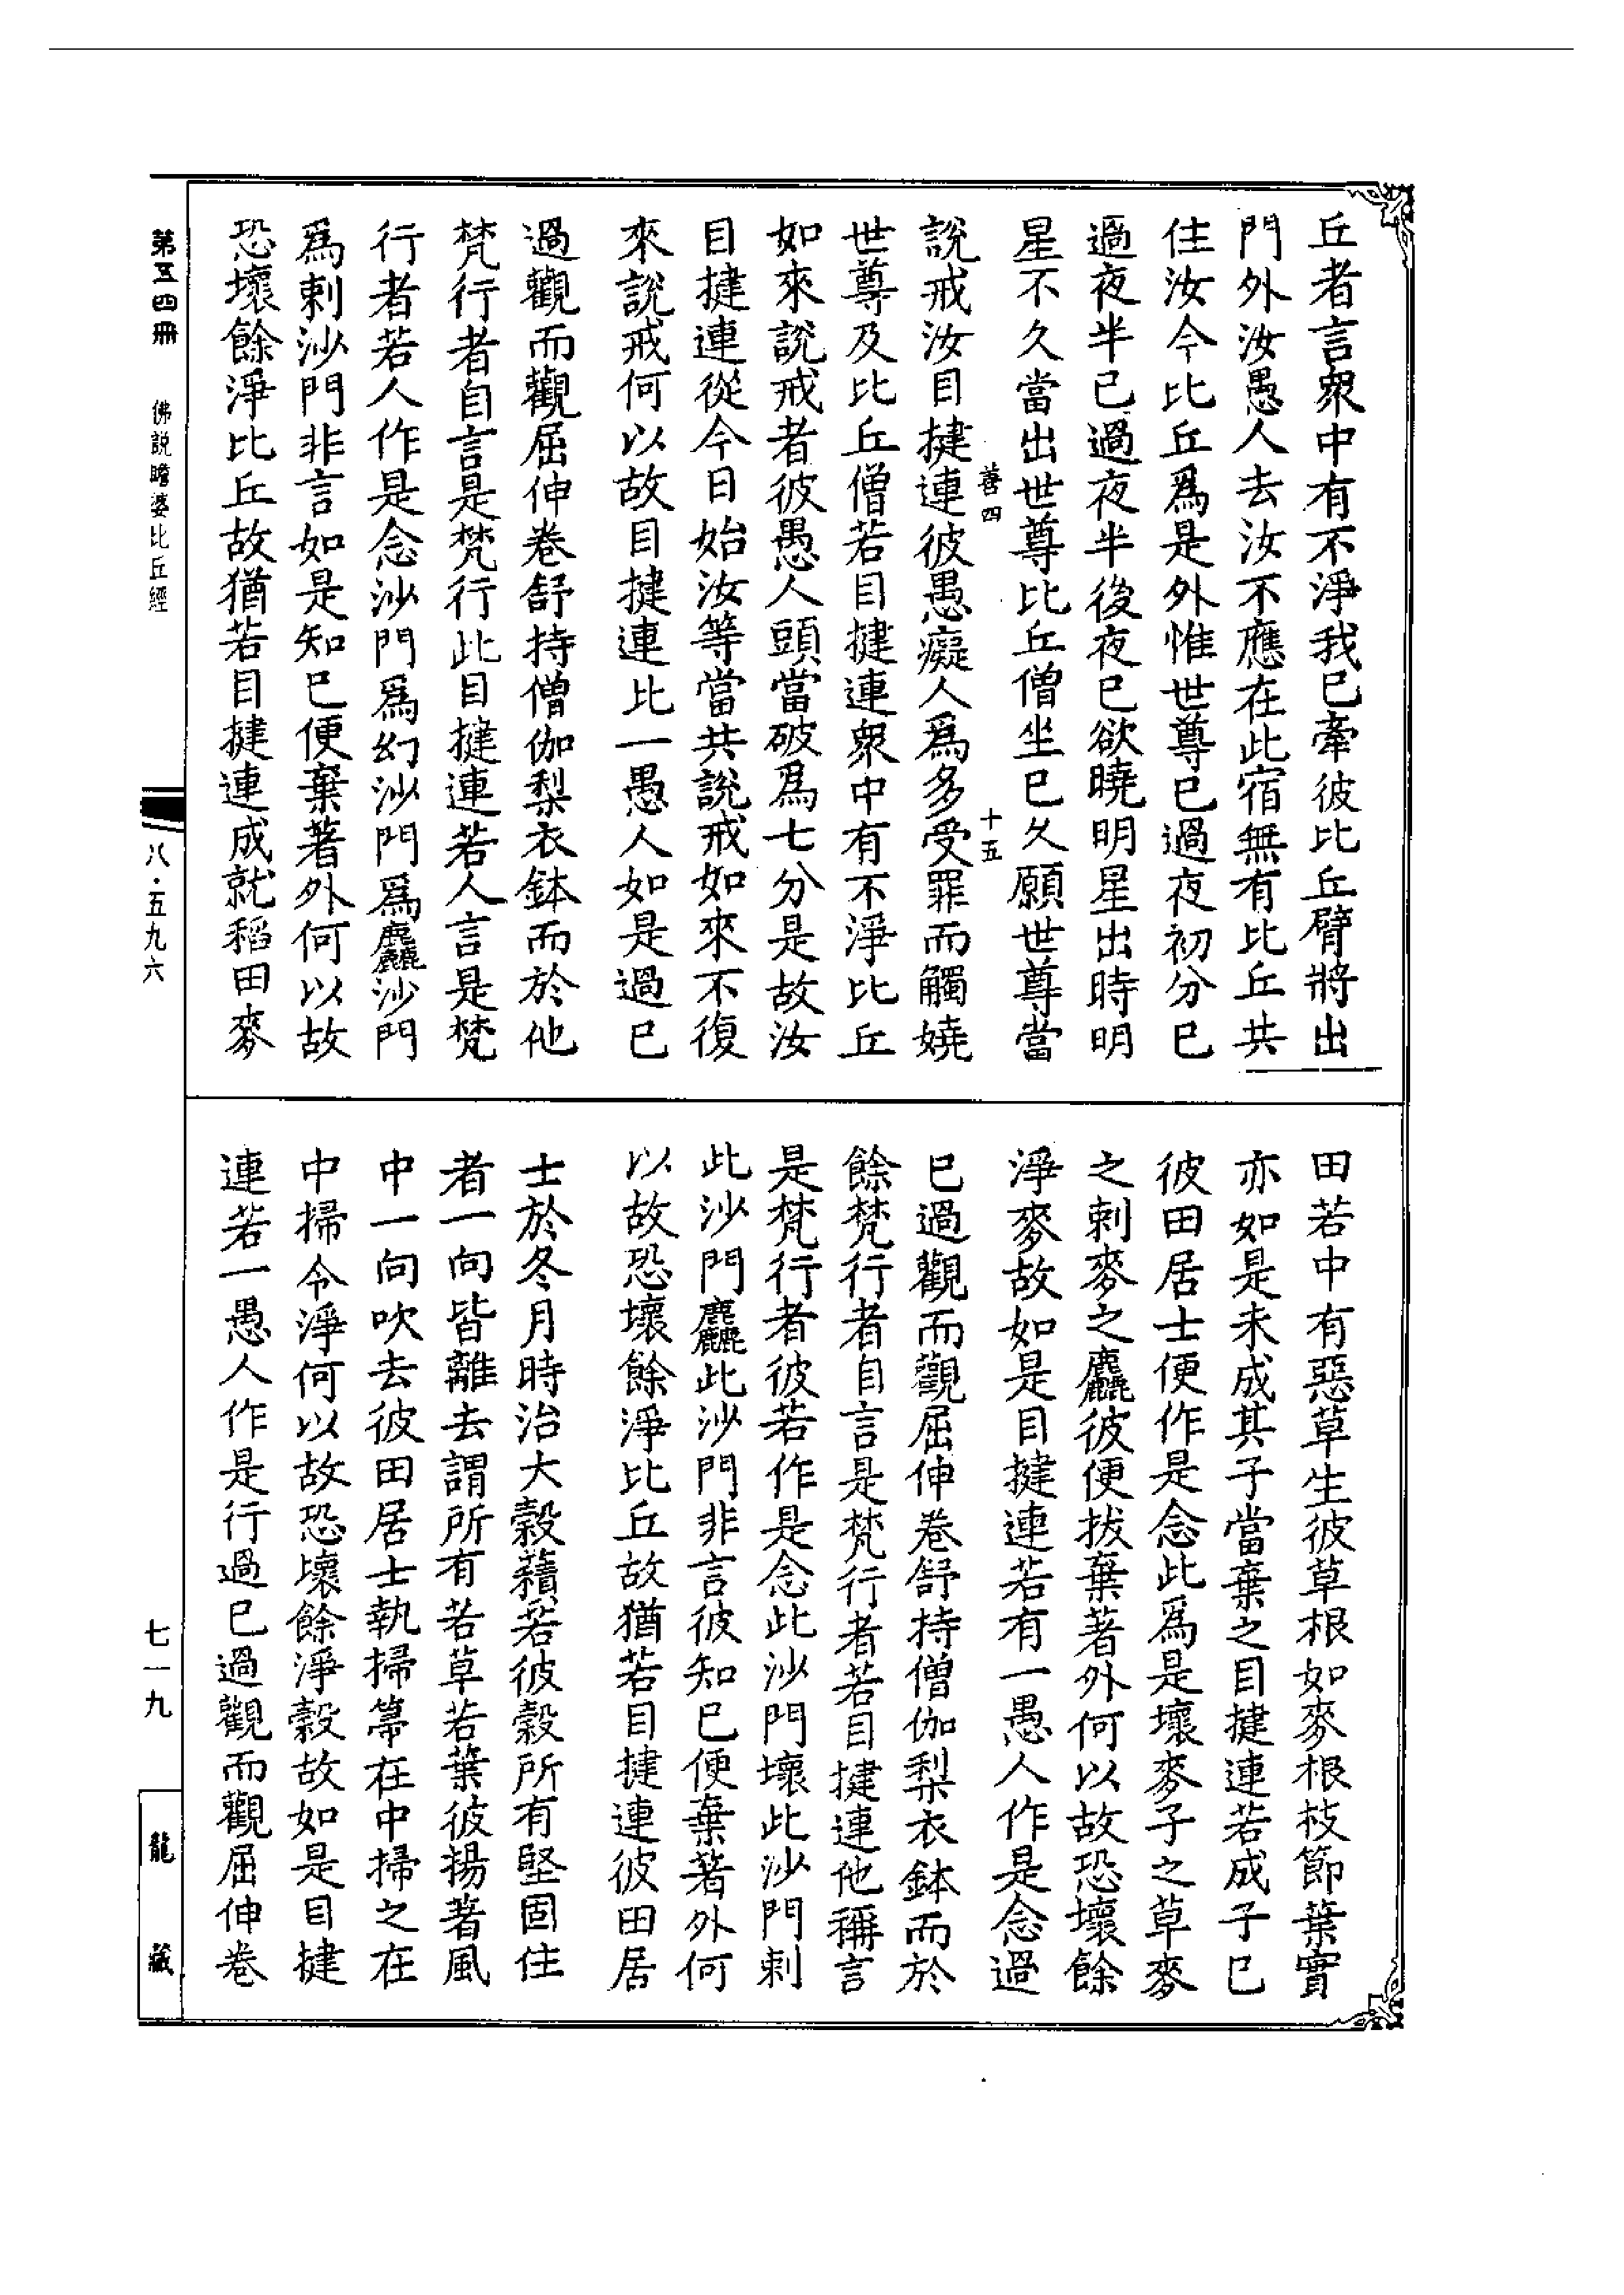 丘者言衆中有不淨我已牽彼比丘臂將出
門外汝愚人去汝不應在此宿無有比丘共
住汝今比丘爲是外惟世尊已過夜初分已
過夜半已過夜半後夜已欲曉明星出時明
星不久當出世尊比丘僧坐已久願世尊當
善四 十五
說戒汝目揵連彼愚癡人爲多受罪而觸嬈
世尊及比丘僧若目揵連衆中有不淨比丘
如來說戒者彼愚人頭當破爲七分是故汝
目揵連從今日始汝等當共說戒如來不復
來說戒何以故目揵連比一愚人如是過已
過觀而觀屈伸卷舒持僧伽梨衣鉢而於他
梵行者自言是梵行此目揵連若人言是梵
行者若人作是念沙門爲幻沙門爲麤沙門
爲刺沙門非言如是知已便棄著外何以故
恐壞餘淨比丘故猶若目揵連成就稻田麥
田若中有惡草生彼草根如麥根枝節葉實
亦如是未成其子當棄之目揵連若成子已
彼田居士便作是念此爲是壞麥子之草麥
之刺麥之麤彼便拔棄著外何以故恐壞餘
淨麥故如是目揵連若有一愚人作是念過
已過觀而觀屈伸卷舒持僧伽梨衣鉢而於
餘梵行者自言是梵行者若目揵連他稱言
是梵行者彼若作是念此沙門壞此沙門刺
此沙門麤此沙門非言彼知已便棄著外何
以故恐壞餘淨比丘故猶若目揵連彼田居
士於冬月時治大穀𧂐若彼穀所有堅固住
者一向皆離去謂所有若草若葉彼揚著風
中一向吹去彼田居士執掃箒在中掃之在
中掃令淨何以故恐壞餘淨穀故如是目揵
連若一愚人作是行過已過觀而觀屈伸卷
第五四冊 佛說瞻婆比丘經
八·五九六
七一九
龍藏